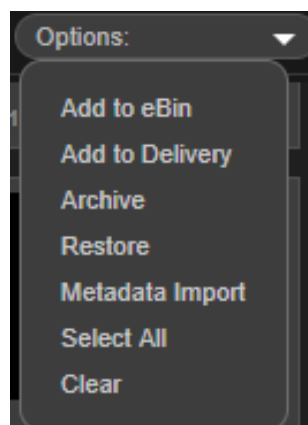 Options:
Add to eBin
Add to Delivery
Archive
Restore
Metadata Import
Select All
Clear